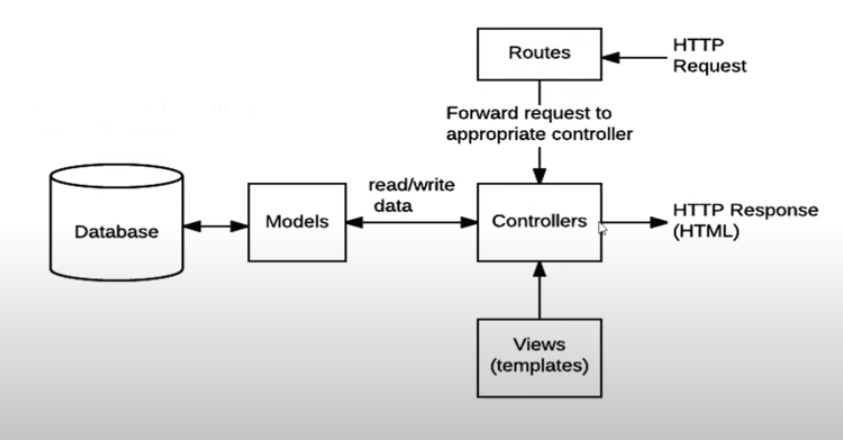 Routes
HTTP
Request
Forward request to
appropriate controller
read/write
data
Database
Models
Controllers
HTTP Response
(HTML)
Views
(templates)